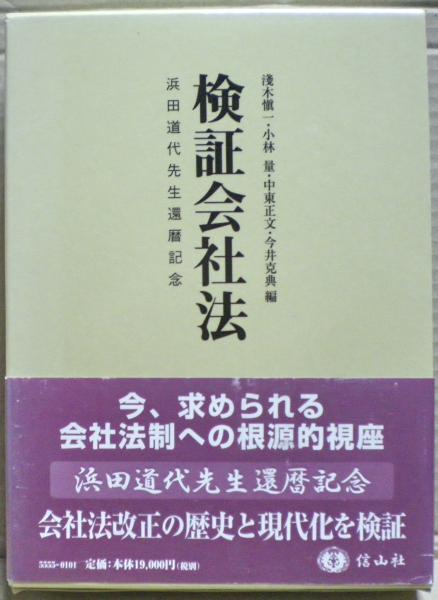 淺木愼一・小林 量・中東正文・今井克典 編
検証会社法
浜田道代先生還暦記念
今、求められる
会社法制への根源的視座
浜田道代先生還暦記念
会社法改正の歴史と現代化を検証
5555-0101 定価：本体19,000円（税別）
信山社